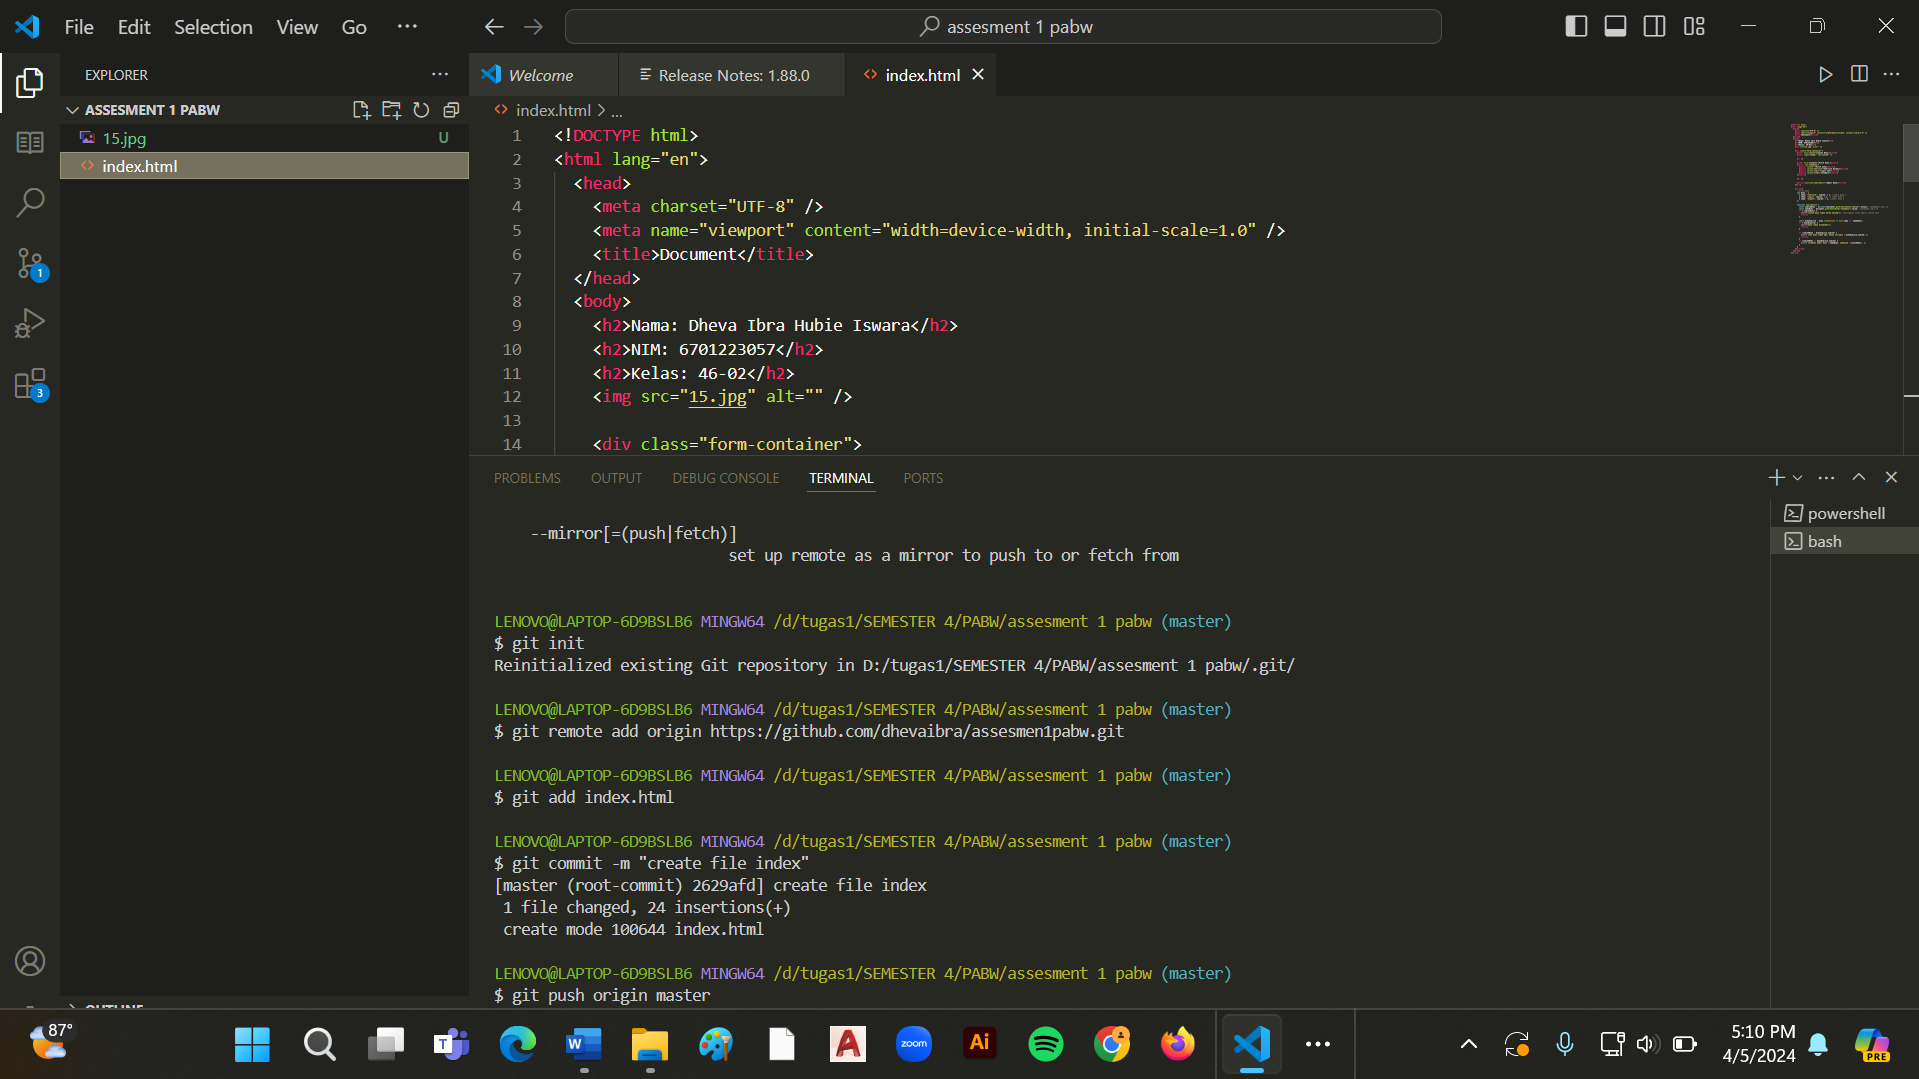 File Edit Selection View Go ···
assesment 1 pabw
EXPLORER ···
Welcome
Release Notes: 1.88.0
index.html
ASSESMENT 1 PABW
15.jpg U
index.html
index.html > ...
1 <!DOCTYPE html>
2 <html lang="en">
3 <head>
4 <meta charset="UTF-8" />
5 <meta name="viewport" content="width=device-width, initial-scale=1.0" />
6 <title>Document</title>
7 </head>
8 <body>
9 <h2>Nama: Dheva Ibra Hubie Iswara</h2>
10 <h2>NIM: 6701223057</h2>
11 <h2>Kelas: 46-02</h2>
12 <img src="15.jpg" alt="" />
13
14 <div class="form-container">
1
3
PROBLEMS OUTPUT DEBUG CONSOLE TERMINAL PORTS
powershell
bash
--mirror[=(push|fetch)]
set up remote as a mirror to push to or fetch from
LENOVO@LAPTOP-6D9BSLB6 MINGW64 /d/tugas1/SEMESTER 4/PABW/assesment 1 pabw (master)
$ git init
Reinitialized existing Git repository in D:/tugas1/SEMESTER 4/PABW/assesment 1 pabw/.git/
LENOVO@LAPTOP-6D9BSLB6 MINGW64 /d/tugas1/SEMESTER 4/PABW/assesment 1 pabw (master)
$ git remote add origin https://github.com/dhevaibra/assesmen1pabw.git
LENOVO@LAPTOP-6D9BSLB6 MINGW64 /d/tugas1/SEMESTER 4/PABW/assesment 1 pabw (master)
$ git add index.html
LENOVO@LAPTOP-6D9BSLB6 MINGW64 /d/tugas1/SEMESTER 4/PABW/assesment 1 pabw (master)
$ git commit -m "create file index"
[master (root-commit) 2629afd] create file index
1 file changed, 24 insertions(+)
create mode 100644 index.html
LENOVO@LAPTOP-6D9BSLB6 MINGW64 /d/tugas1/SEMESTER 4/PABW/assesment 1 pabw (master)
$ git push origin master
OUTLINE
87°
T
W
A
zoom
Ai
PRE
5:10 PM
4/5/2024